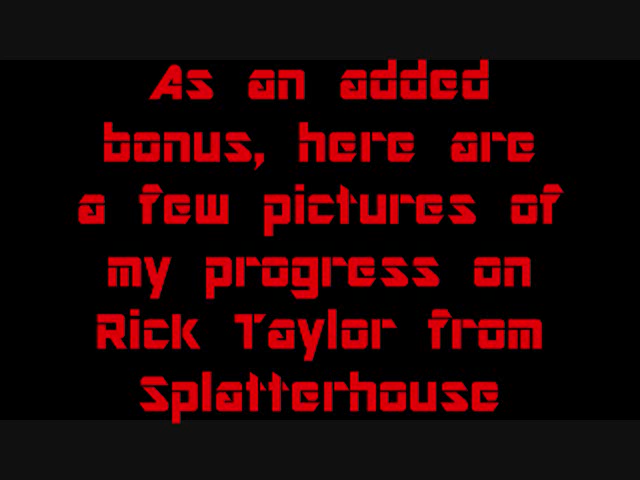 As an added
bonus, here are
a few pictures of
my progress on
Rick Taylor from
Splatterhouse